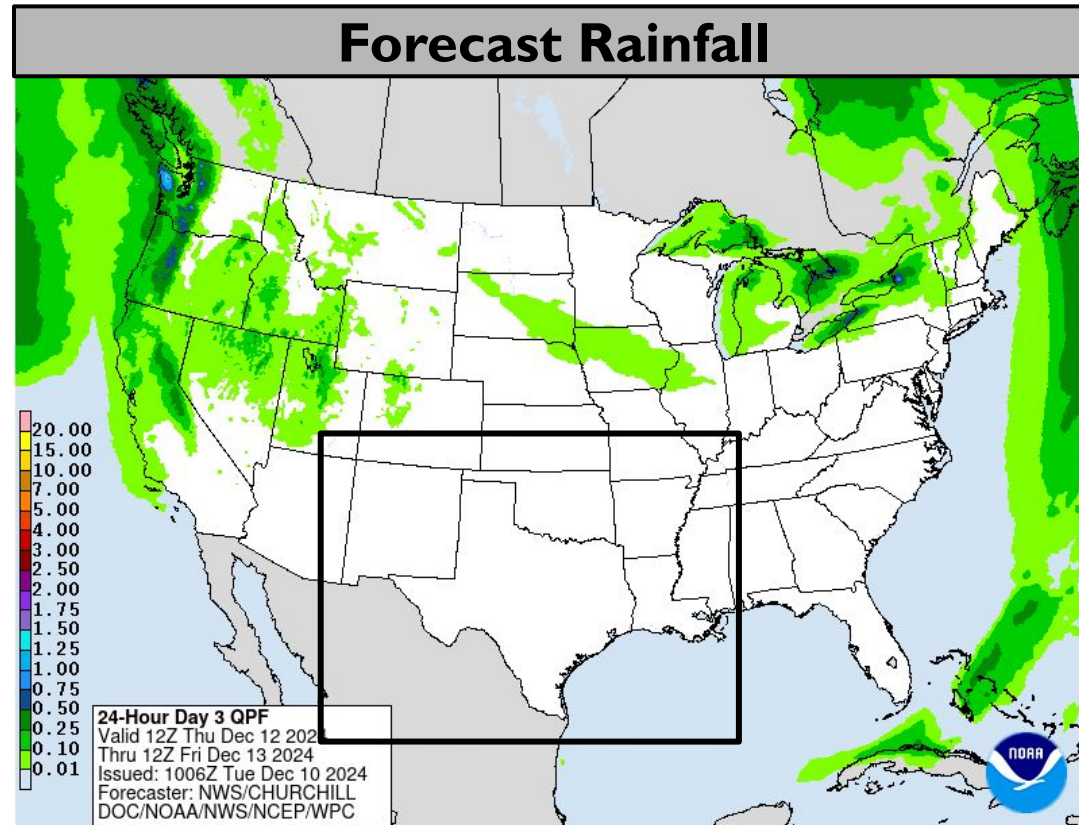 Forecast Rainfall
20.00
15.00
10.00
7.00
5.00
4.00
3.00
2.50
2.00
1.75
1.50
1.25
1.00
0.75
0.50
0.25
0.10
0.01
24-Hour Day 3 QPF
Valid 12Z Thu Dec 12 202
Thru 12Z Fri Dec 13 2024
Issued: 1006Z Tue Dec 10 2024
Forecaster: NWS/CHURCHILL
DOC/NOAA/NWS/NCEP/WPC
NOAA